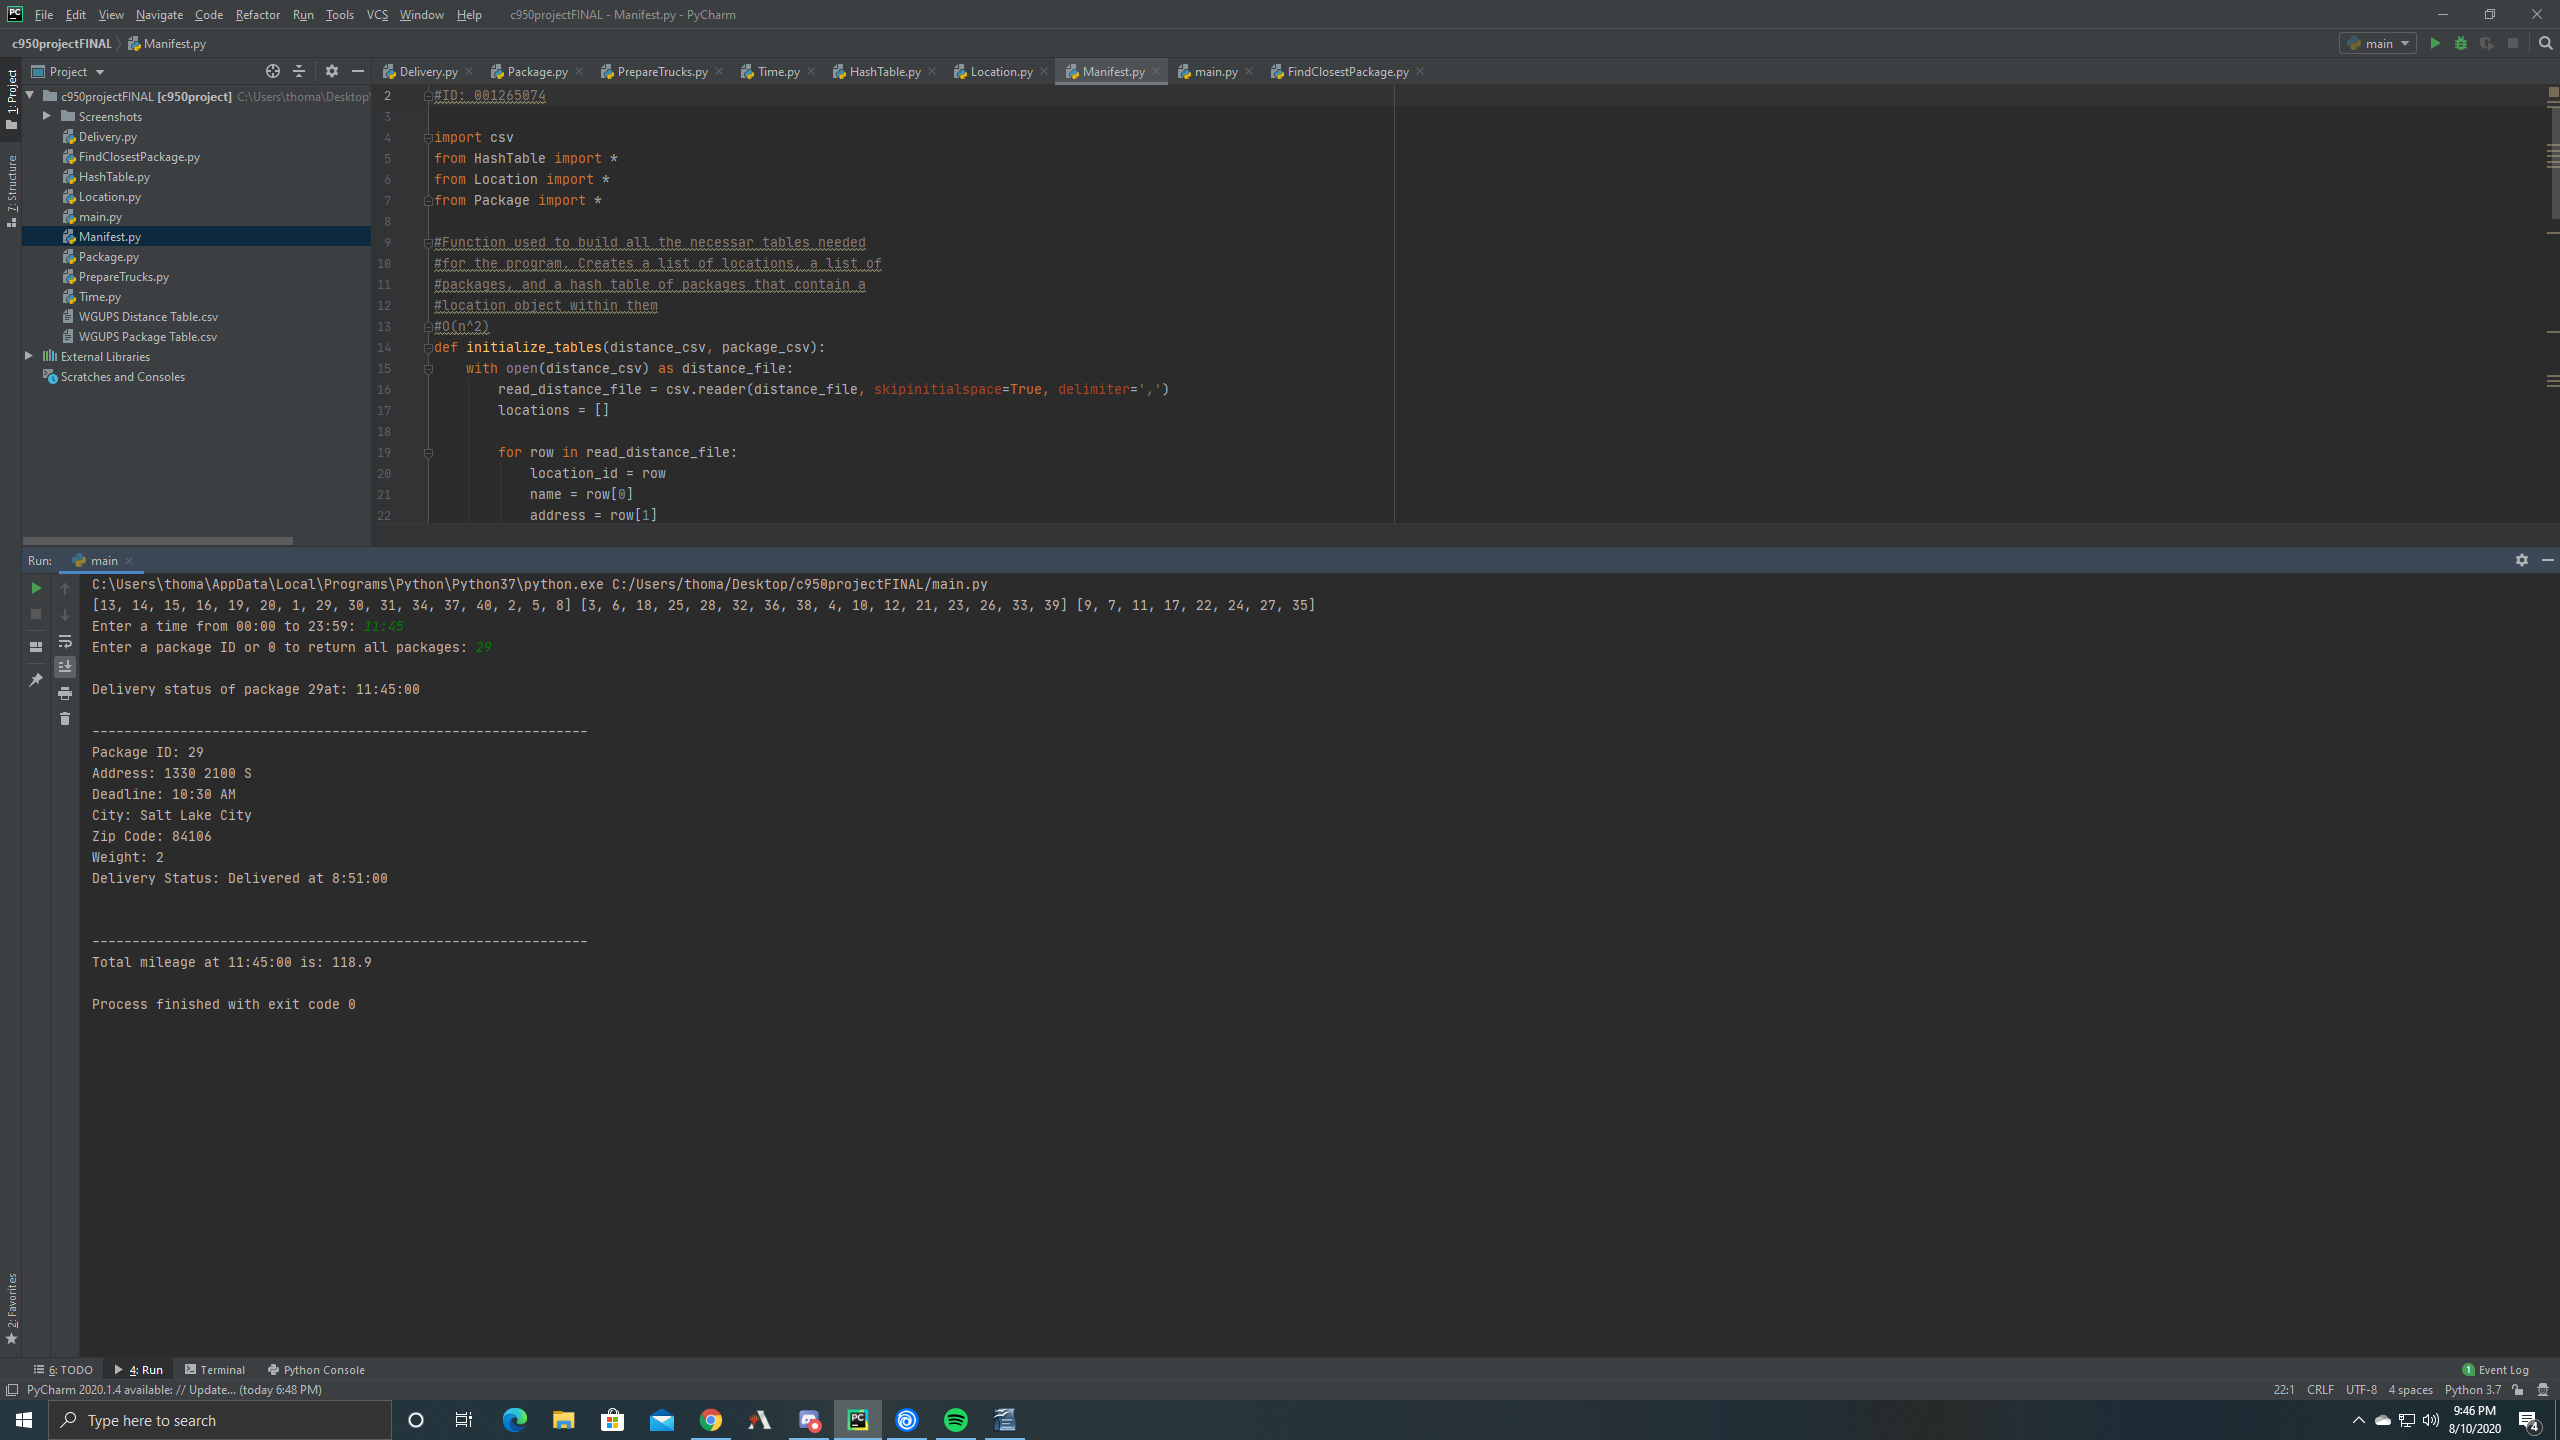 File Edit View Navigate Code Refactor Run Tools VCS Window Help c950projectFINAL - Manifest.py - PyCharm
c950projectFINAL Manifest.py main
Project
Delivery.py Package.py PrepareTrucks.py Time.py HashTable.py Location.py Manifest.py main.py FindClosestPackage.py
1: Project
7: Structure
2: Favorites
c950projectFINAL [c950project] C:\Users\thoma\Desktop\
Screenshots
Delivery.py
FindClosestPackage.py
HashTable.py
Location.py
main.py
Manifest.py
Package.py
PrepareTrucks.py
Time.py
WGUPS Distance Table.csv
WGUPS Package Table.csv
External Libraries
Scratches and Consoles
2 #ID: 001265074
3
4 import csv
5 from HashTable import *
6 from Location import *
7 from Package import *
8
9 #Function used to build all the necessar tables needed
10 #for the program. Creates a list of locations, a list of
11 #packages, and a hash table of packages that contain a
12 #location object within them
13 #O(n^2)
14 def initialize_tables(distance_csv, package_csv):
15 with open(distance_csv) as distance_file:
16 read_distance_file = csv.reader(distance_file, skipinitialspace=True, delimiter=',')
17 locations = []
18
19 for row in read_distance_file:
20 location_id = row
21 name = row[0]
22 address = row[1]
Run: main
C:\Users\thoma\AppData\Local\Programs\Python\Python37\python.exe C:/Users/thoma/Desktop/c950projectFINAL/main.py
[13, 14, 15, 16, 19, 20, 1, 29, 30, 31, 34, 37, 40, 2, 5, 8] [3, 6, 18, 25, 28, 32, 36, 38, 4, 10, 12, 21, 23, 26, 33, 39] [9, 7, 11, 17, 22, 24, 27, 35]
Enter a time from 00:00 to 23:59: 11:45
Enter a package ID or 0 to return all packages: 29
Delivery status of package 29at: 11:45:00
--------------------------------------------------------------
Package ID: 29
Address: 1330 2100 S
Deadline: 10:30 AM
City: Salt Lake City
Zip Code: 84106
Weight: 2
Delivery Status: Delivered at 8:51:00
--------------------------------------------------------------
Total mileage at 11:45:00 is: 118.9
Process finished with exit code 0
6: TODO 4: Run Terminal Python Console 1 Event Log
PyCharm 2020.1.4 available: // Update... (today 6:48 PM) 22:1 CRLF UTF-8 4 spaces Python 3.7
Type here to search
9:46 PM
8/10/2020
4